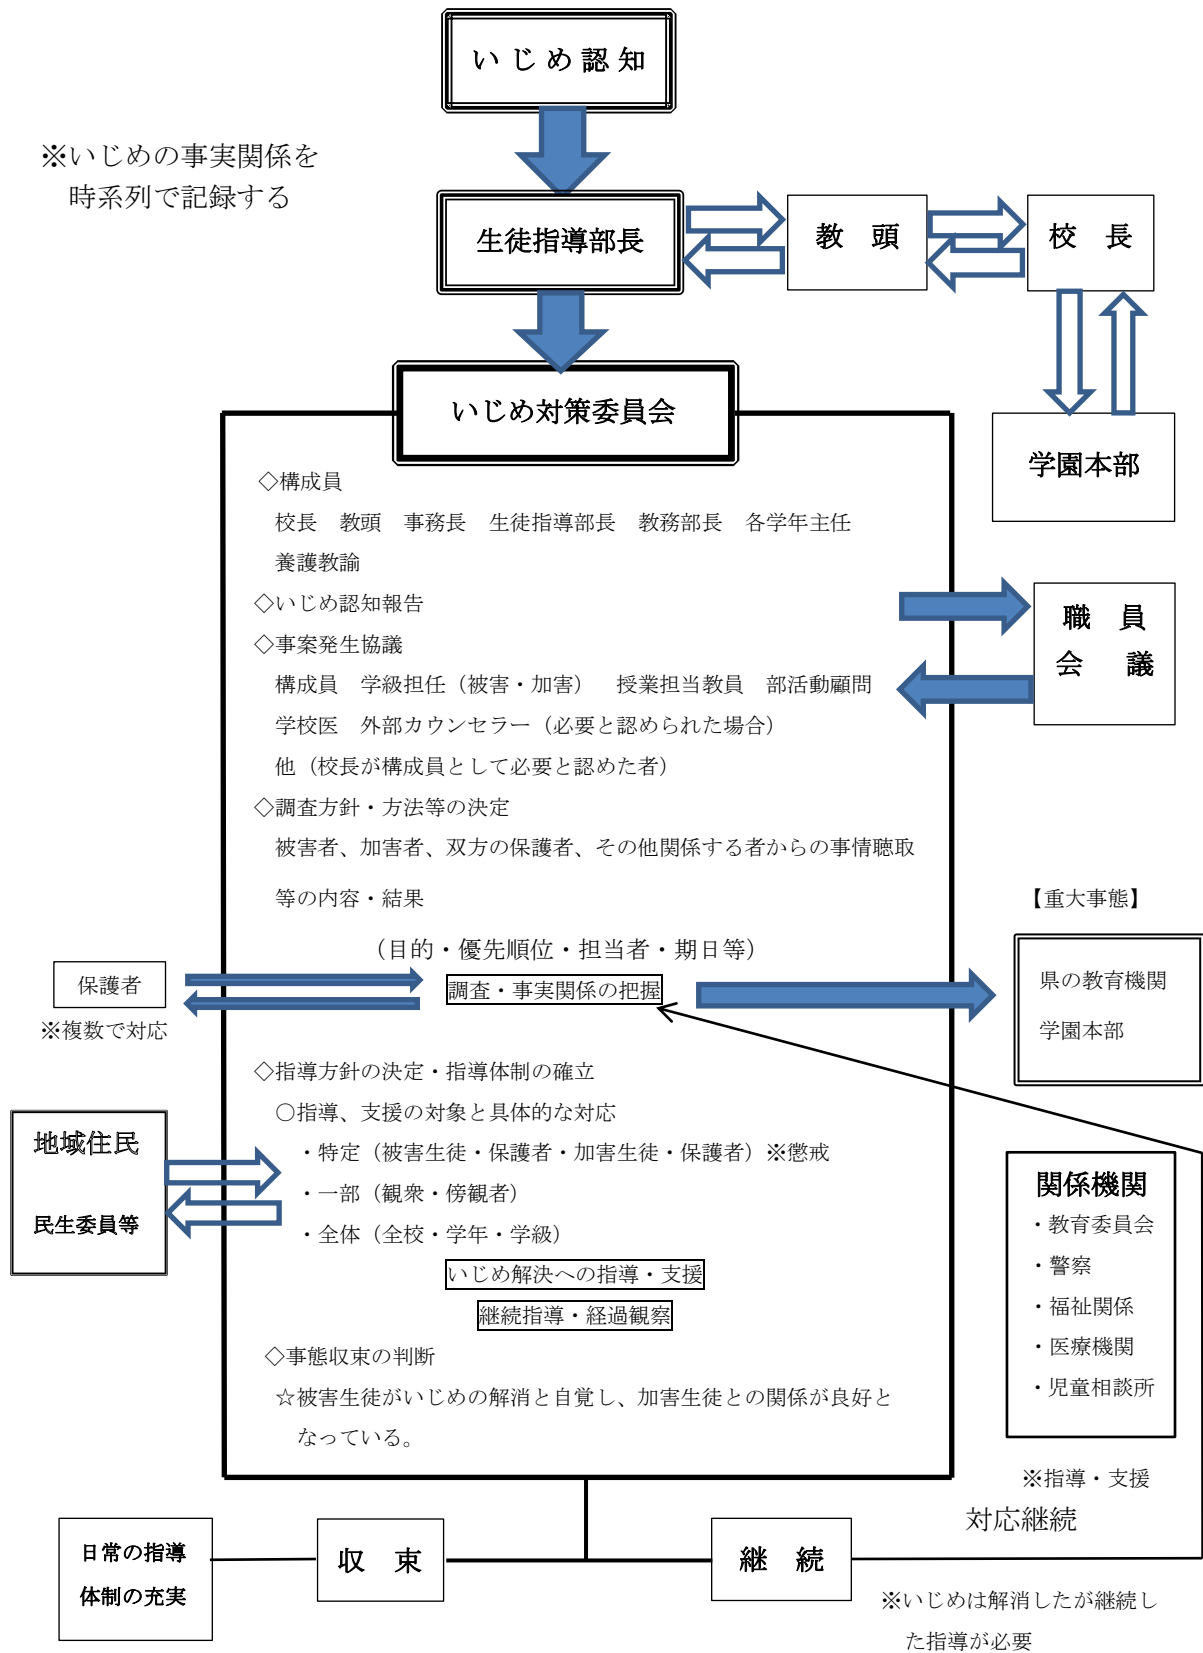 いじめ認知
※いじめの事実関係を
時系列で記録する
生徒指導部長
教　頭
校　長
いじめ対策委員会
学園本部
◇構成員
校長　教頭　事務長　生徒指導部長　教務部長　各学年主任
養護教諭
◇いじめ認知報告
◇事案発生協議
構成員　学級担任（被害・加害）　授業担当教員　部活動顧問
学校医　外部カウンセラー（必要と認められた場合）
他（校長が構成員として必要と認めた者）
職　員
会　議
◇調査方針・方法等の決定
被害者、加害者、双方の保護者、その他関係する者からの事情聴取
等の内容・結果
（目的・優先順位・担当者・期日等）
調査・事実関係の把握
保護者
※複数で対応
【重大事態】
県の教育機関
学園本部
◇指導方針の決定・指導体制の確立
○指導、支援の対象と具体的な対応
・特定（被害生徒・保護者・加害生徒・保護者）※懲戒
・一部（観衆・傍観者）
・全体（全校・学年・学級）
いじめ解決への指導・支援
継続指導・経過観察
地域住民
民生委員等
関係機関
・教育委員会
・警察
・福祉関係
・医療機関
・児童相談所
※指導・支援
◇事態収束の判断
☆被害生徒がいじめの解消と自覚し、加害生徒との関係が良好と
なっている。
対応継続
日常の指導
体制の充実
収　束
継　続
※いじめは解消したが継続し
た指導が必要